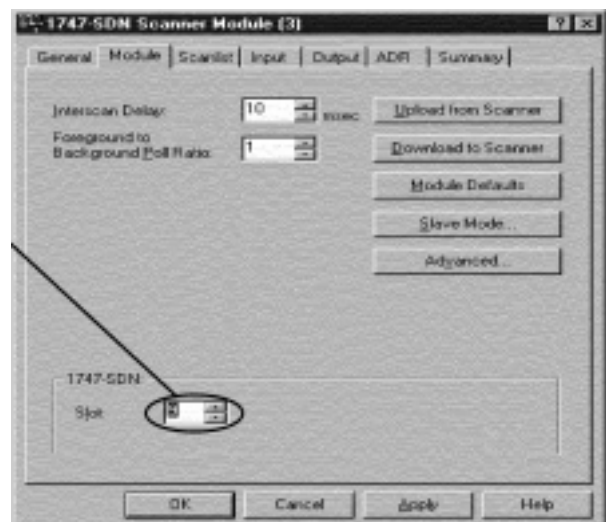 1747-SDN Scanner Module (3)
General Module Scanlist Input Output ADR Summary
Interscan Delay: 10 msec Upload from Scanner
Foreground to
Background Poll Ratio: 1 Download to Scanner
Module Defaults
Slave Mode...
Advanced...
1747-SDN:
Slot
OK Cancel Apply Help